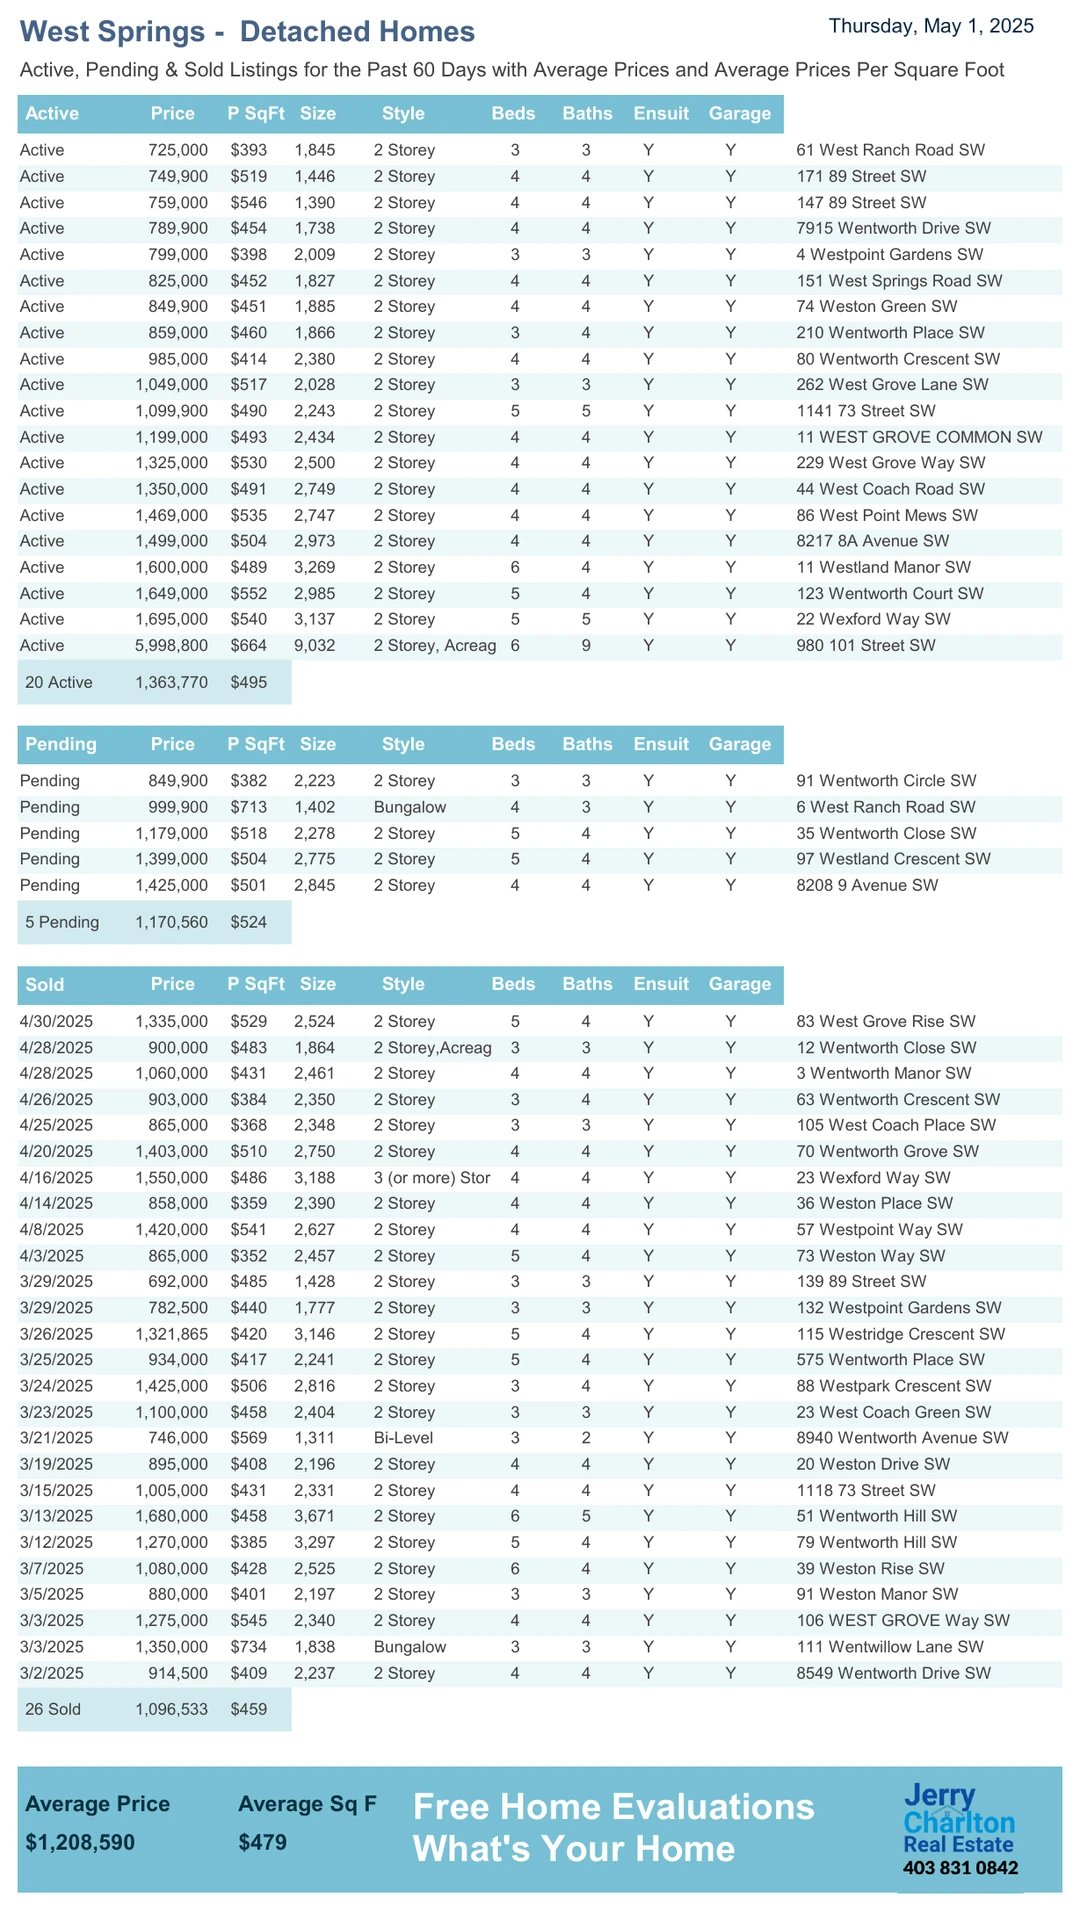 West Springs - Detached Homes
Thursday, May 1, 2025
Active, Pending & Sold Listings for the Past 60 Days with Average Prices and Average Prices Per Square Foot
Active Price P SqFt Size Style Beds Baths Ensuit Garage
Active 725,000 $393 1,845 2 Storey 3 3 Y Y 61 West Ranch Road SW
Active 749,900 $519 1,446 2 Storey 4 4 Y Y 171 89 Street SW
Active 759,000 $546 1,390 2 Storey 4 4 Y Y 147 89 Street SW
Active 789,900 $454 1,738 2 Storey 4 4 Y Y 7915 Wentworth Drive SW
Active 799,000 $398 2,009 2 Storey 3 3 Y Y 4 Westpoint Gardens SW
Active 825,000 $452 1,827 2 Storey 4 4 Y Y 151 West Springs Road SW
Active 849,900 $451 1,885 2 Storey 4 4 Y Y 74 Weston Green SW
Active 859,000 $460 1,866 2 Storey 3 4 Y Y 210 Wentworth Place SW
Active 985,000 $414 2,380 2 Storey 4 4 Y Y 80 Wentworth Crescent SW
Active 1,049,000 $517 2,028 2 Storey 3 3 Y Y 262 West Grove Lane SW
Active 1,099,900 $490 2,243 2 Storey 5 5 Y Y 1141 73 Street SW
Active 1,199,000 $493 2,434 2 Storey 4 4 Y Y 11 WEST GROVE COMMON SW
Active 1,325,000 $530 2,500 2 Storey 4 4 Y Y 229 West Grove Way SW
Active 1,350,000 $491 2,749 2 Storey 4 4 Y Y 44 West Coach Road SW
Active 1,469,000 $535 2,747 2 Storey 4 4 Y Y 86 West Point Mews SW
Active 1,499,000 $504 2,973 2 Storey 4 4 Y Y 8217 8A Avenue SW
Active 1,600,000 $489 3,269 2 Storey 6 4 Y Y 11 Westland Manor SW
Active 1,649,000 $552 2,985 2 Storey 5 4 Y Y 123 Wentworth Court SW
Active 1,695,000 $540 3,137 2 Storey 5 5 Y Y 22 Wexford Way SW
Active 5,998,800 $664 9,032 2 Storey, Acreag 6 9 Y Y 980 101 Street SW
20 Active 1,363,770 $495
Pending Price P SqFt Size Style Beds Baths Ensuit Garage
Pending 849,900 $382 2,223 2 Storey 3 3 Y Y 91 Wentworth Circle SW
Pending 999,900 $713 1,402 Bungalow 4 3 Y Y 6 West Ranch Road SW
Pending 1,179,000 $518 2,278 2 Storey 5 4 Y Y 35 Wentworth Close SW
Pending 1,399,000 $504 2,775 2 Storey 5 4 Y Y 97 Westland Crescent SW
Pending 1,425,000 $501 2,845 2 Storey 4 4 Y Y 8208 9 Avenue SW
5 Pending 1,170,560 $524
Sold Price P SqFt Size Style Beds Baths Ensuit Garage
4/30/2025 1,335,000 $529 2,524 2 Storey 5 4 Y Y 83 West Grove Rise SW
4/28/2025 900,000 $483 1,864 2 Storey,Acreag 3 3 Y Y 12 Wentworth Close SW
4/28/2025 1,060,000 $431 2,461 2 Storey 4 4 Y Y 3 Wentworth Manor SW
4/26/2025 903,000 $384 2,350 2 Storey 3 4 Y Y 63 Wentworth Crescent SW
4/25/2025 865,000 $368 2,348 2 Storey 3 3 Y Y 105 West Coach Place SW
4/20/2025 1,403,000 $510 2,750 2 Storey 4 4 Y Y 70 Wentworth Grove SW
4/16/2025 1,550,000 $486 3,188 3 (or more) Stor 4 4 Y Y 23 Wexford Way SW
4/14/2025 858,000 $359 2,390 2 Storey 4 4 Y Y 36 Weston Place SW
4/8/2025 1,420,000 $541 2,627 2 Storey 4 4 Y Y 57 Westpoint Way SW
4/3/2025 865,000 $352 2,457 2 Storey 5 4 Y Y 73 Weston Way SW
3/29/2025 692,000 $485 1,428 2 Storey 3 3 Y Y 139 89 Street SW
3/29/2025 782,500 $440 1,777 2 Storey 3 3 Y Y 132 Westpoint Gardens SW
3/26/2025 1,321,865 $420 3,146 2 Storey 5 4 Y Y 115 Westridge Crescent SW
3/25/2025 934,000 $417 2,241 2 Storey 5 4 Y Y 575 Wentworth Place SW
3/24/2025 1,425,000 $506 2,816 2 Storey 3 4 Y Y 88 Westpark Crescent SW
3/23/2025 1,100,000 $458 2,404 2 Storey 3 3 Y Y 23 West Coach Green SW
3/21/2025 746,000 $569 1,311 Bi-Level 3 2 Y Y 8940 Wentworth Avenue SW
3/19/2025 895,000 $408 2,196 2 Storey 4 4 Y Y 20 Weston Drive SW
3/15/2025 1,005,000 $431 2,331 2 Storey 4 4 Y Y 1118 73 Street SW
3/13/2025 1,680,000 $458 3,671 2 Storey 6 5 Y Y 51 Wentworth Hill SW
3/12/2025 1,270,000 $385 3,297 2 Storey 5 4 Y Y 79 Wentworth Hill SW
3/7/2025 1,080,000 $428 2,525 2 Storey 6 4 Y Y 39 Weston Rise SW
3/5/2025 880,000 $401 2,197 2 Storey 3 3 Y Y 91 Weston Manor SW
3/3/2025 1,275,000 $545 2,340 2 Storey 4 4 Y Y 106 WEST GROVE Way SW
3/3/2025 1,350,000 $734 1,838 Bungalow 3 3 Y Y 111 Wentwillow Lane SW
3/2/2025 914,500 $409 2,237 2 Storey 4 4 Y Y 8549 Wentworth Drive SW
26 Sold 1,096,533 $459
Average Price Average Sq F
$1,208,590 $479
Free Home Evaluations
What's Your Home
Jerry
Charlton
Real Estate
403 831 0842